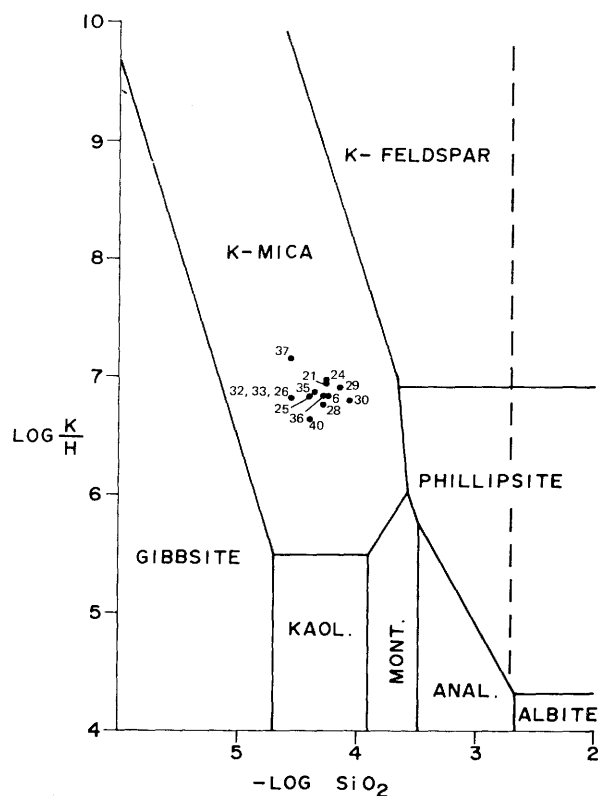 10
9
K- FELDSPAR
8
K-MICA
37
24
21
7
29
32, 33, 26
35
6
30
25
28
36
40
LOG K/H
6
PHILLIPSITE
GIBBSITE
5
KAOL.
MONT.
ANAL.
4
ALBITE
5 4 3 2
-LOG SiO2